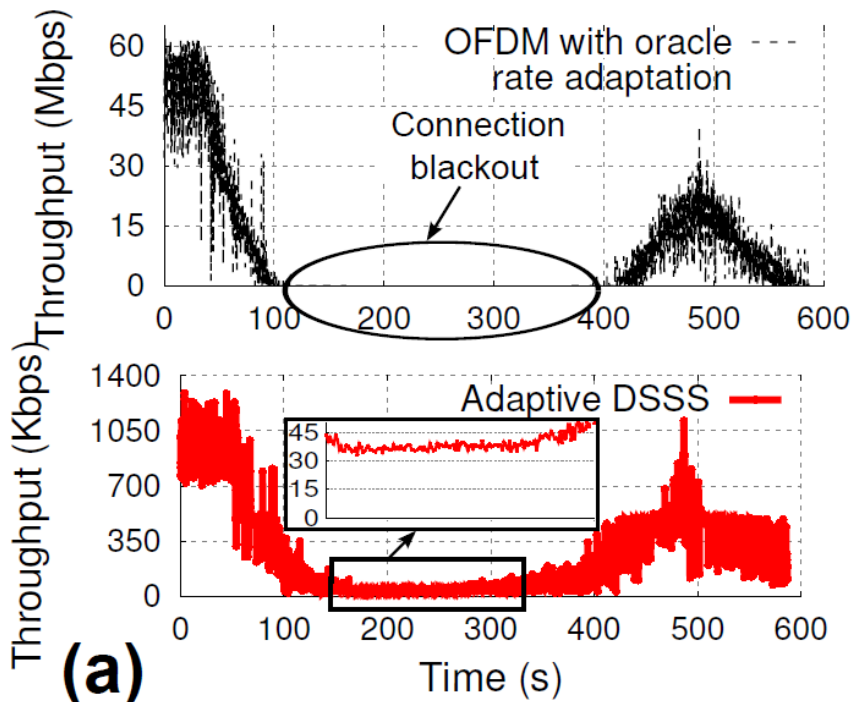 Throughput (Mbps)
60
45
30
15
0
OFDM with oracle
rate adaptation
Connection
blackout
0 100 200 300 400 500 600
Throughput (Kbps)
1400
1050
700
350
0
Adaptive DSSS
45
30
15
0
0 100 200 300 400 500 600
(a)
Time (s)